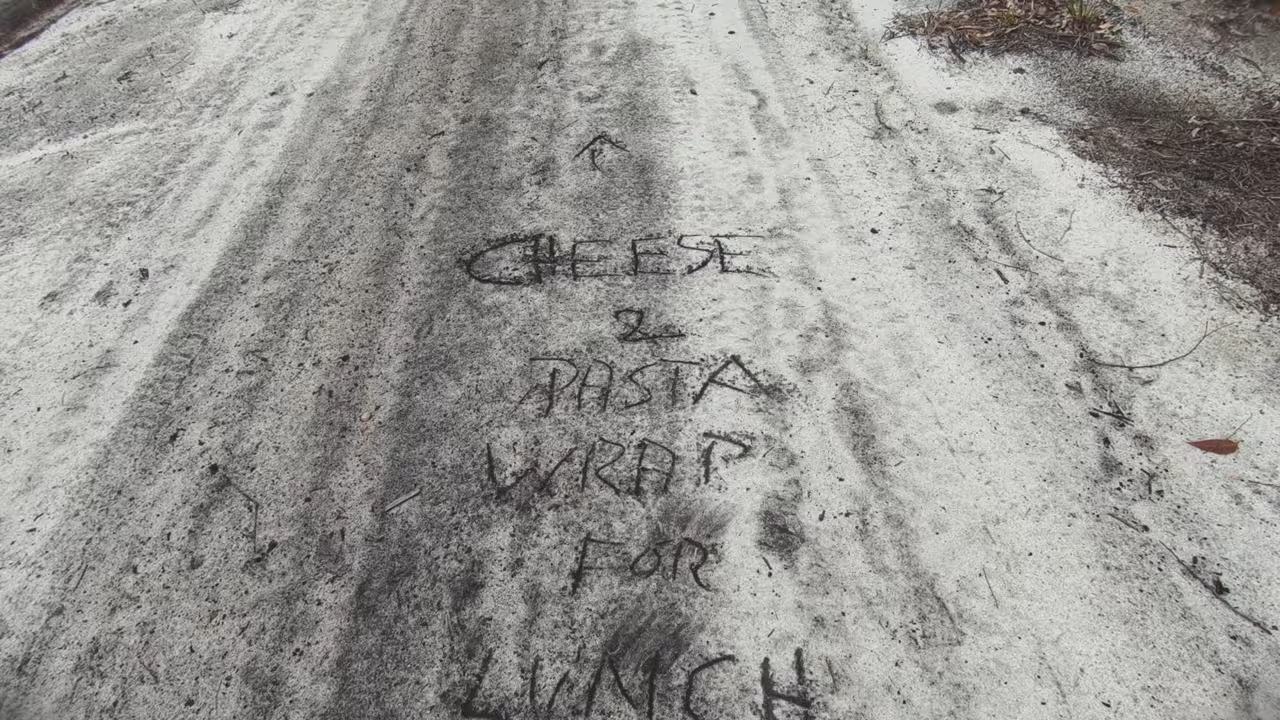 ↑
CHEESE
2
PASTA
WRAP
FOR
LUNCH